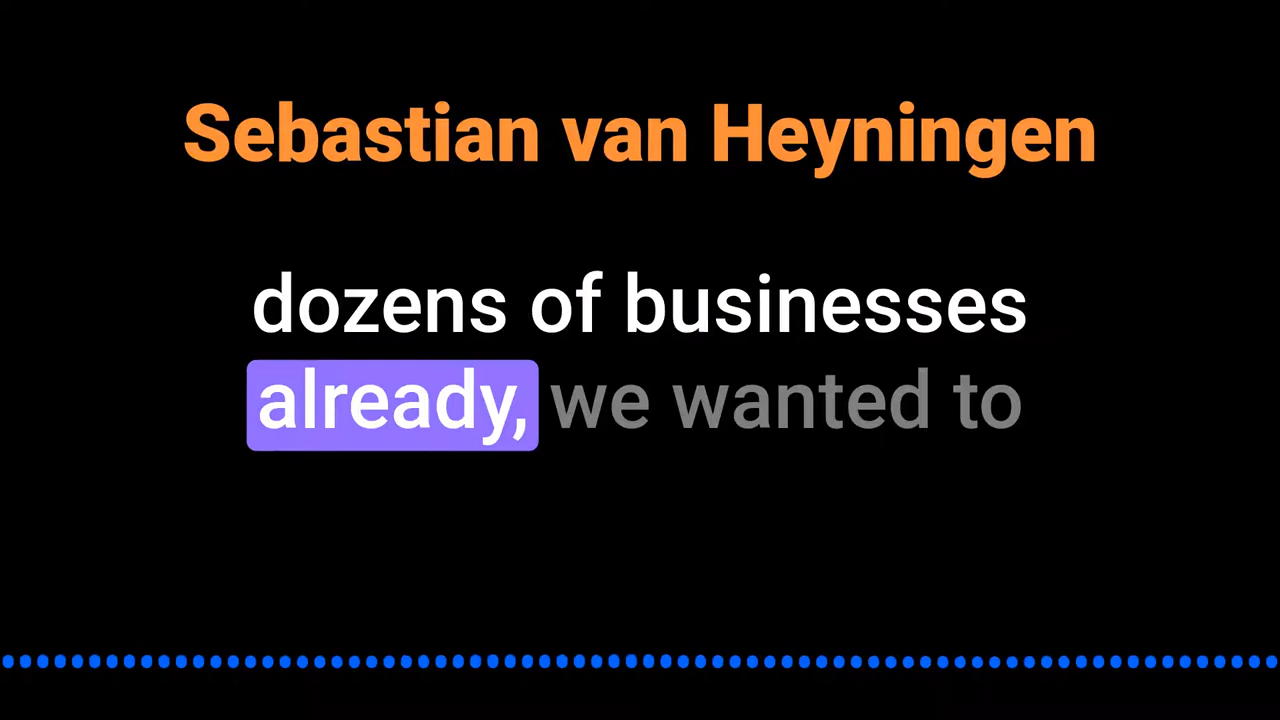 Sebastian van Heyningen
dozens of businesses
already, we wanted to